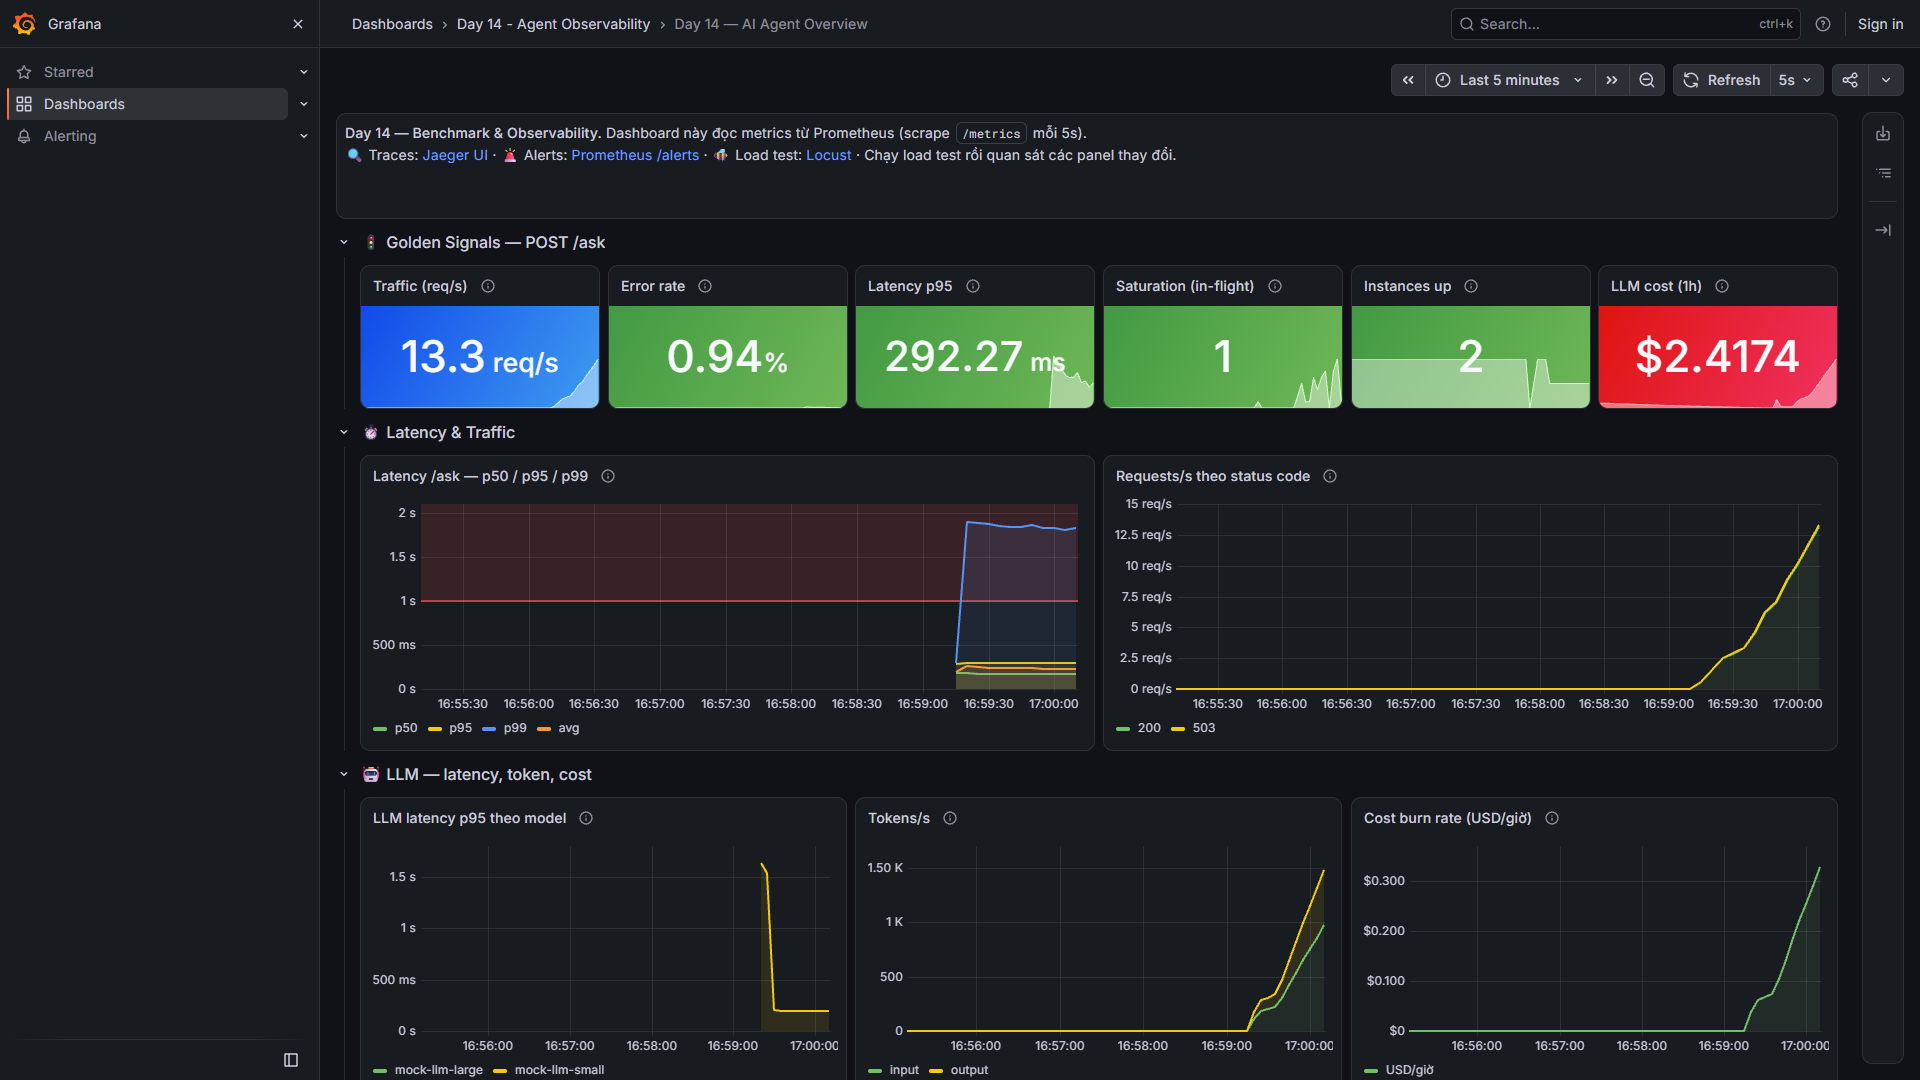 Grafana
Dashboards › Day 14 - Agent Observability › Day 14 — AI Agent Overview
Search... ctrl+k
Sign in
Starred
Dashboards
Alerting
Last 5 minutes
Refresh 5s
Day 14 — Benchmark & Observability. Dashboard này đọc metrics từ Prometheus (scrape /metrics mỗi 5s).
Traces: Jaeger UI · Alerts: Prometheus /alerts · Load test: Locust · Chạy load test rồi quan sát các panel thay đổi.
Golden Signals — POST /ask
Traffic (req/s)
13.3 req/s
Error rate
0.94%
Latency p95
292.27 ms
Saturation (in-flight)
1
Instances up
2
LLM cost (1h)
$2.4174
Latency & Traffic
Latency /ask — p50 / p95 / p99
2 s
1.5 s
1 s
500 ms
0 s
16:55:30 16:56:00 16:56:30 16:57:00 16:57:30 16:58:00 16:58:30 16:59:00 16:59:30 17:00:00
p50 p95 p99 avg
Requests/s theo status code
15 req/s
12.5 req/s
10 req/s
7.5 req/s
5 req/s
2.5 req/s
0 req/s
16:55:30 16:56:00 16:56:30 16:57:00 16:57:30 16:58:00 16:58:30 16:59:00 16:59:30 17:00:00
200 503
LLM — latency, token, cost
LLM latency p95 theo model
1.5 s
1 s
500 ms
0 s
16:56:00 16:57:00 16:58:00 16:59:00 17:00:00
mock-llm-large mock-llm-small
Tokens/s
1.50 K
1 K
500
0
16:56:00 16:57:00 16:58:00 16:59:00 17:00:00
input output
Cost burn rate (USD/giờ)
$0.300
$0.200
$0.100
$0
16:56:00 16:57:00 16:58:00 16:59:00 17:00:00
USD/giờ